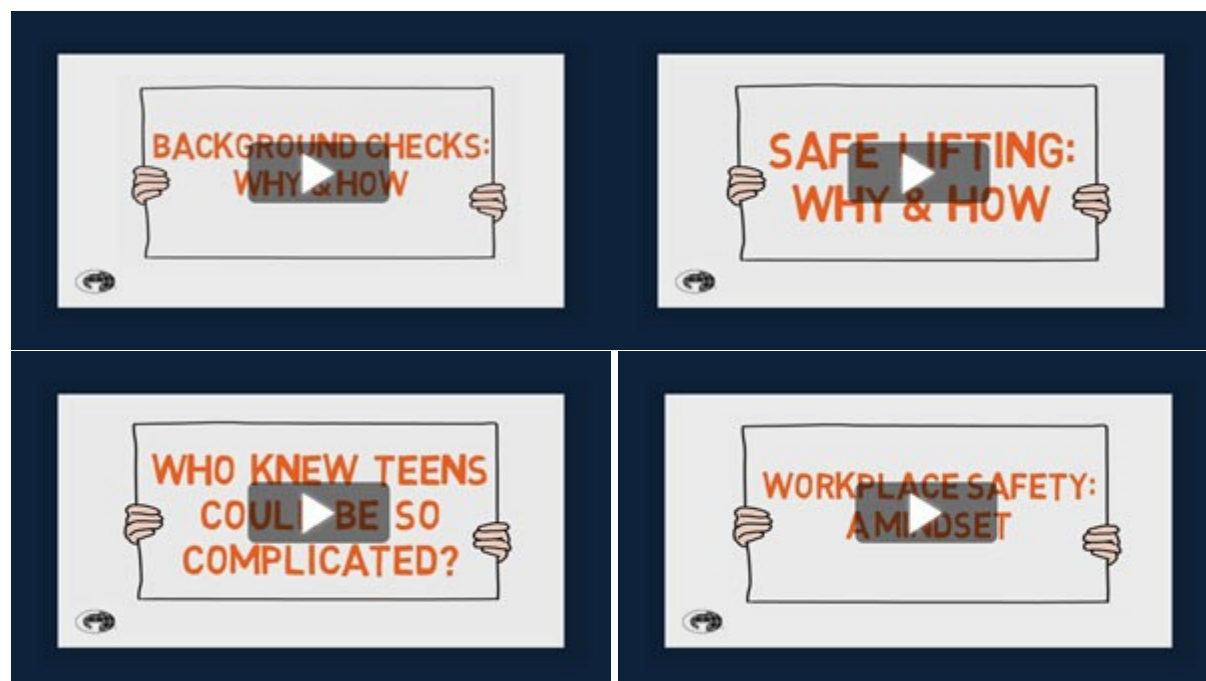 BACKGROUND CHECKS:
WHY & HOW
SAFE LIFTING:
WHY & HOW
WHO KNEW TEENS
COULD BE SO
COMPLICATED?
WORKPLACE SAFETY:
A MINDSET